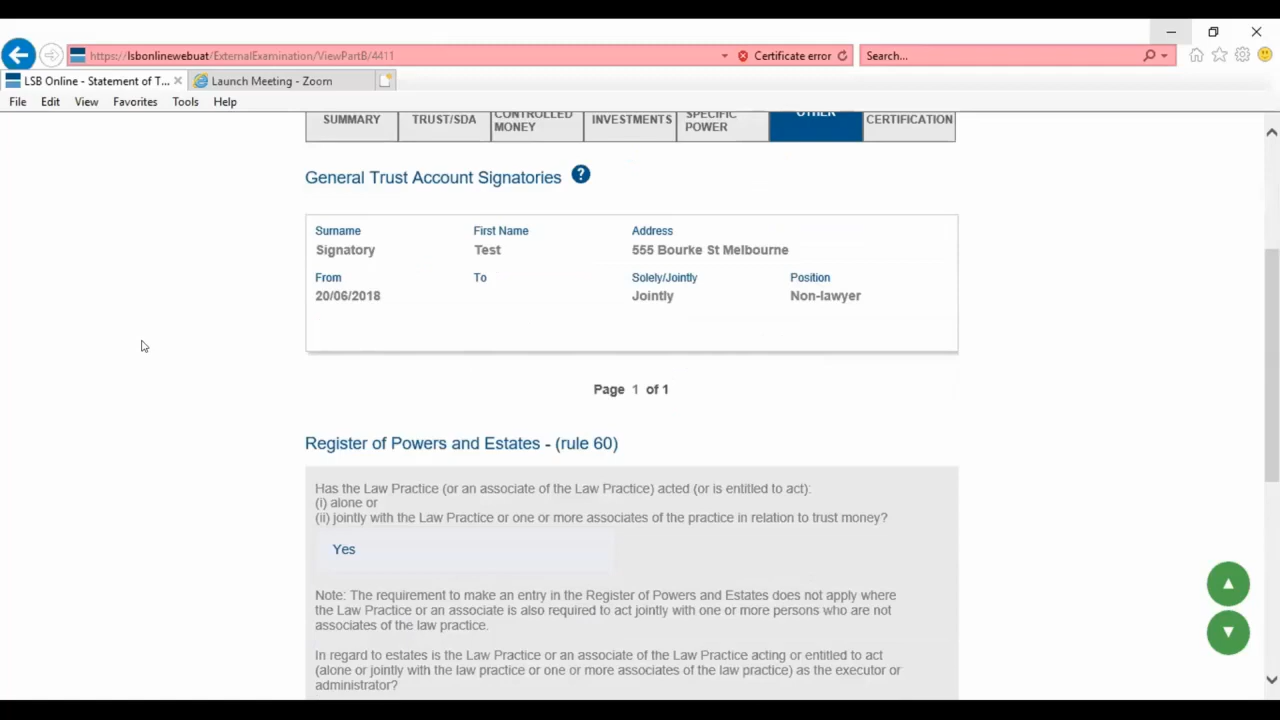 https://lsbonlinewebuat/ExternalExamination/ViewPartB/4411
Certificate error
Search...
LSB Online - Statement of T...
Launch Meeting - Zoom
File Edit View Favorites Tools Help
SUMMARY
TRUST/SDA
CONTROLLED MONEY
INVESTMENTS
SPECIFIC POWER
OTHER
CERTIFICATION
General Trust Account Signatories ?
Surname First Name Address
Signatory Test 555 Bourke St Melbourne
From To Solely/Jointly Position
20/06/2018 Jointly Non-lawyer
Page 1 of 1
Register of Powers and Estates - (rule 60)
Has the Law Practice (or an associate of the Law Practice) acted (or is entitled to act):
(i) alone or
(ii) jointly with the Law Practice or one or more associates of the practice in relation to trust money?
Yes
Note: The requirement to make an entry in the Register of Powers and Estates does not apply where
the Law Practice or an associate is also required to act jointly with one or more persons who are not
associates of the law practice.
In regard to estates is the Law Practice or an associate of the Law Practice acting or entitled to act
(alone or jointly with the law practice or one or more associates of the law practice) as the executor or
administrator?